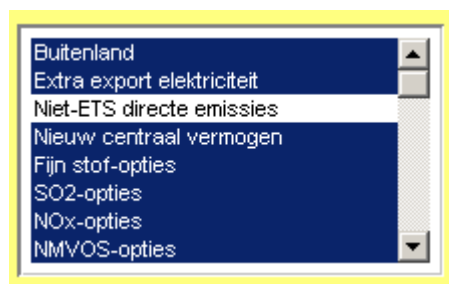 Buitenland
Extra export elektriciteit
Niet-ETS directe emissies
Nieuw centraal vermogen
Fijn stof-opties
SO2-opties
NOx-opties
NMVOS-opties